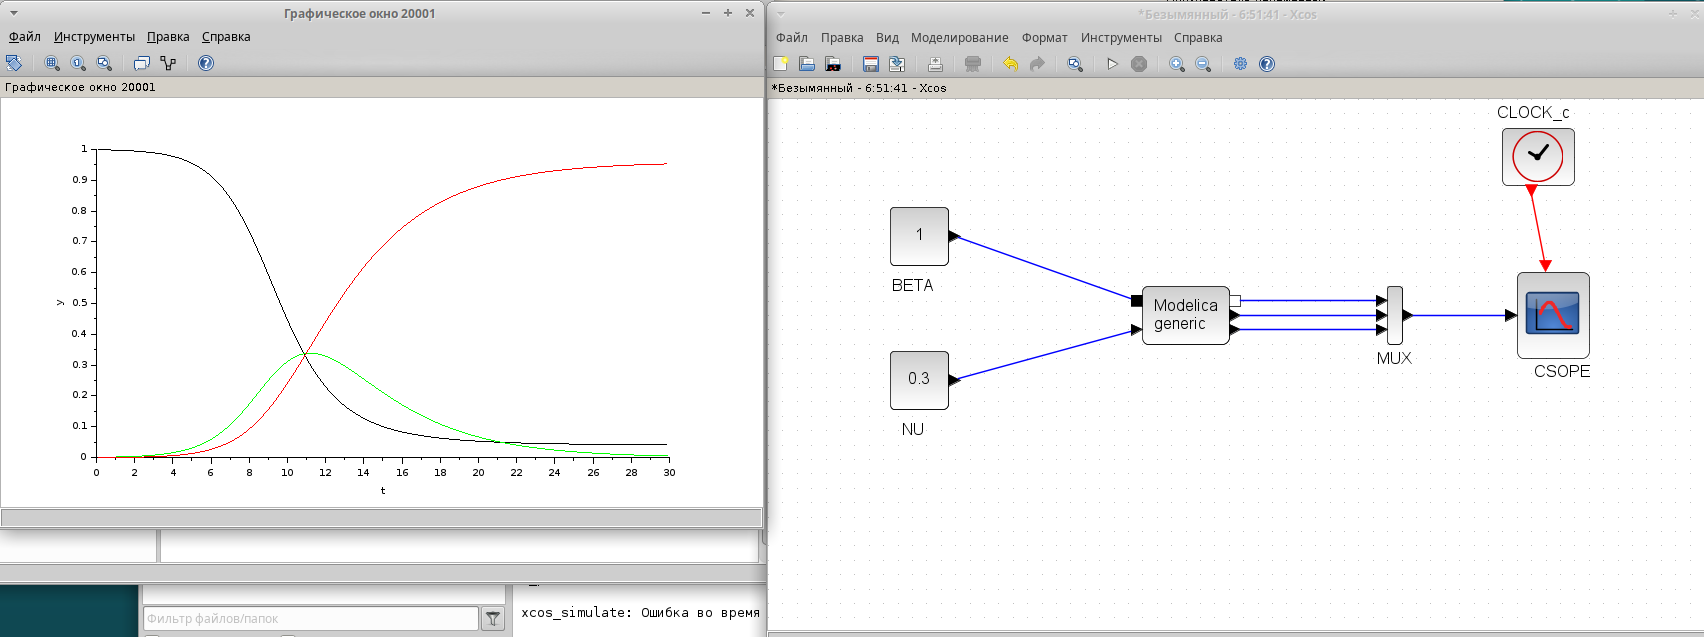 Графическое окно 20001
Файл Инструменты Правка Справка
Графическое окно 20001
1
0.9
0.8
0.7
0.6
0.5
0.4
0.3
0.2
0.1
0
y
0 2 4 6 8 10 12 14 16 18 20 22 24 26 28 30
t
Фильтр файлов/папок
xcos_simulate: Ошибка во время
*Безымянный - 6:51:41 - Xcos
Файл Правка Вид Моделирование Формат Инструменты Справка
*Безымянный - 6:51:41 - Xcos
CLOCK_c
1
BETA
Modelica
generic
MUX
CSOPE
0.3
NU